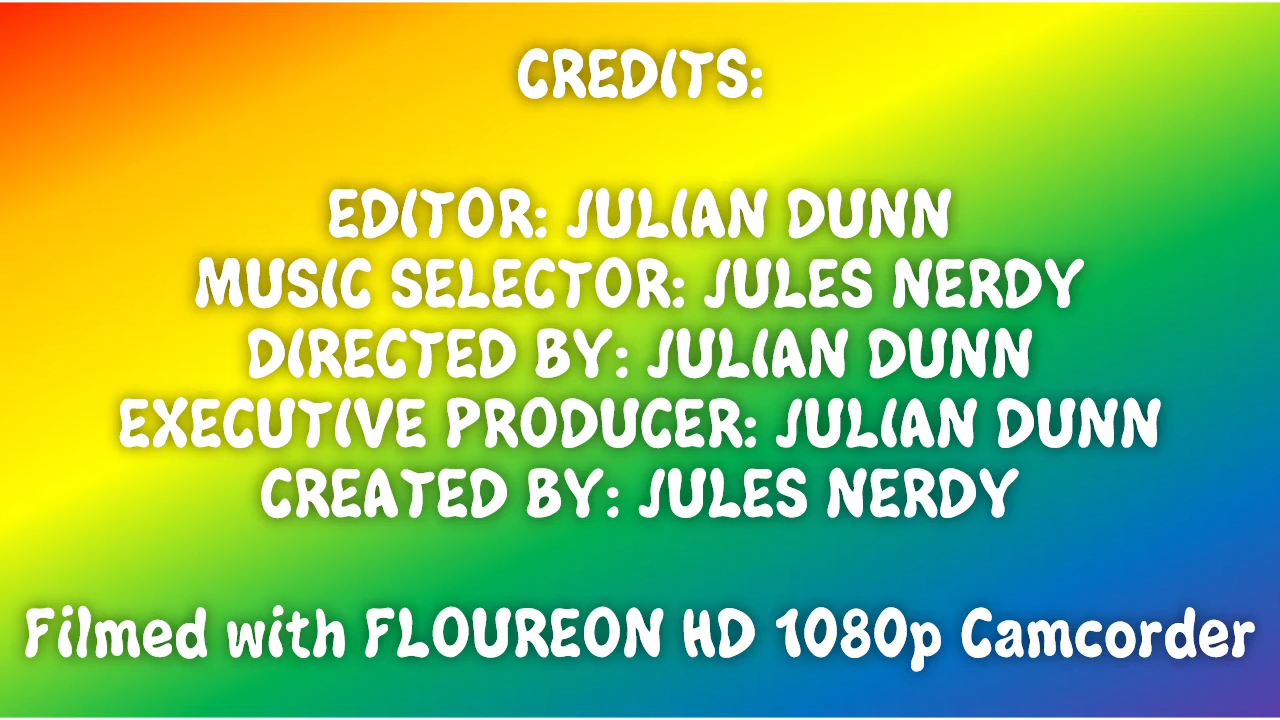 CREDITS:
EDITOR: JULIAN DUNN
MUSIC SELECTOR: JULES NERDY
DIRECTED BY: JULIAN DUNN
EXECUTIVE PRODUCER: JULIAN DUNN
CREATED BY: JULES NERDY
Filmed with FLOUREON HD 1080p Camcorder